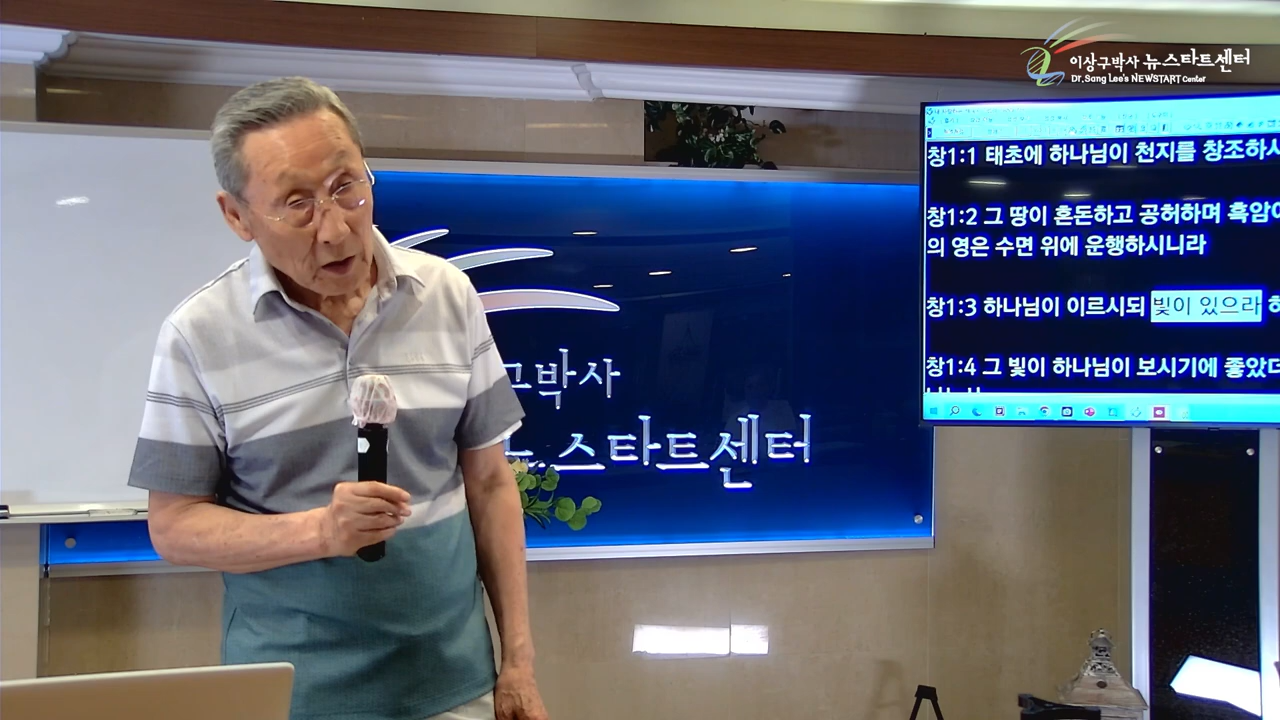 이상구박사 뉴스타트센터
Dr. Sang Lee's NEWSTART Center
창1:1 태초에 하나님이 천지를 창조하시
창1:2 그 땅이 혼돈하고 공허하며 흑암이
의 영은 수면 위에 운행하시니라
창1:3 하나님이 이르시되 빛이 있으라
창1:4 그 빛이 하나님이 보시기에 좋았더
구박사
뉴스타트센터